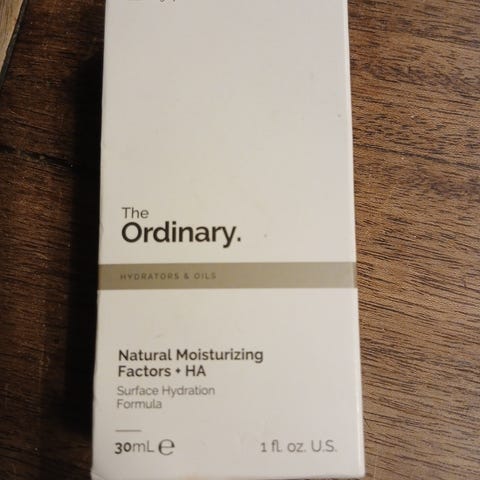 The
Ordinary.
HYDRATORS & OILS
Natural Moisturizing
Factors + HA
Surface Hydration
Formula
30mL ℮ 1 fl. oz. U.S.